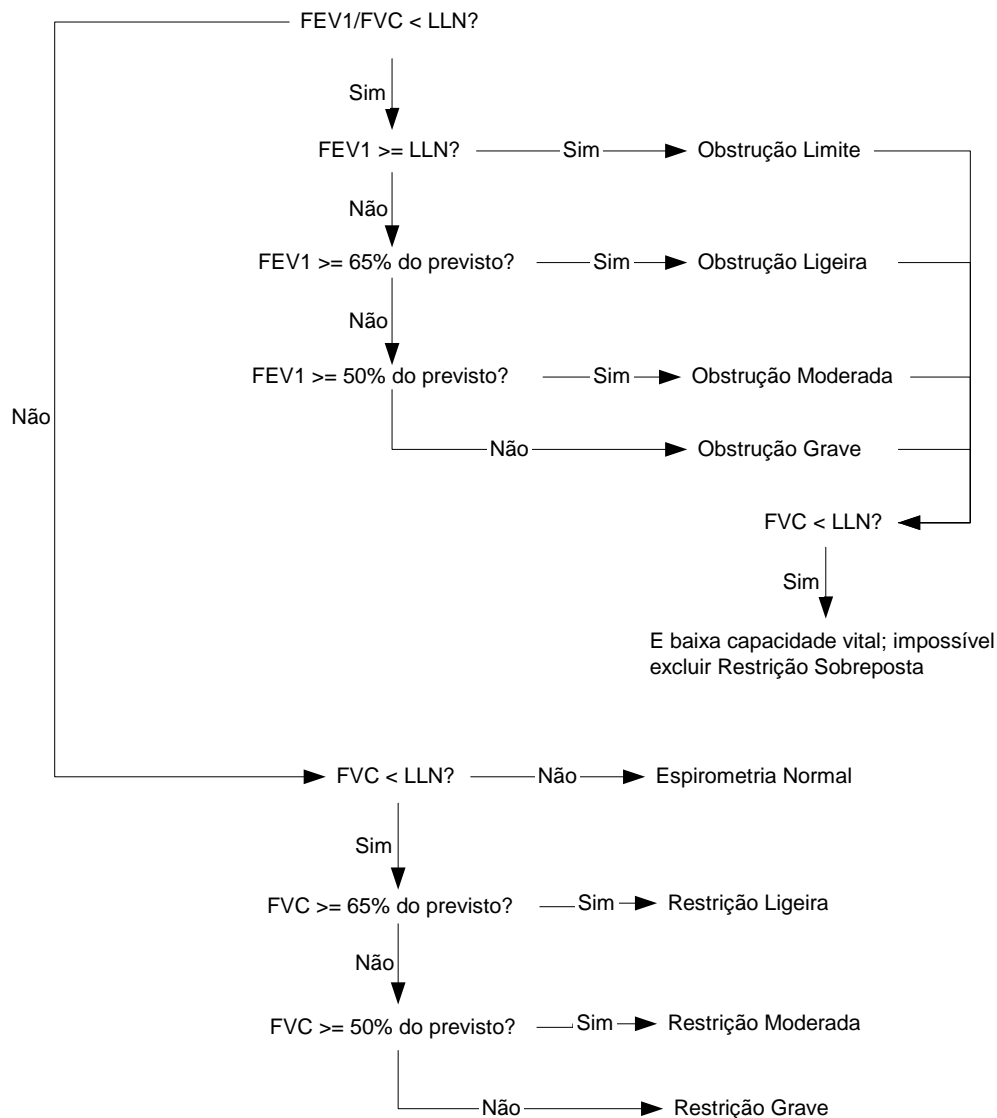 FEV1/FVC < LLN?
Sim
FEV1 >= LLN?
Sim
Obstrução Limite
Não
FEV1 >= 65% do previsto?
Sim
Obstrução Ligeira
Não
FEV1 >= 50% do previsto?
Sim
Obstrução Moderada
Não
Não
Obstrução Grave
FVC < LLN?
Sim
E baixa capacidade vital; impossível
excluir Restrição Sobreposta
FVC < LLN?
Não
Espirometria Normal
Sim
FVC >= 65% do previsto?
Sim
Restrição Ligeira
Não
FVC >= 50% do previsto?
Sim
Restrição Moderada
Não
Restrição Grave